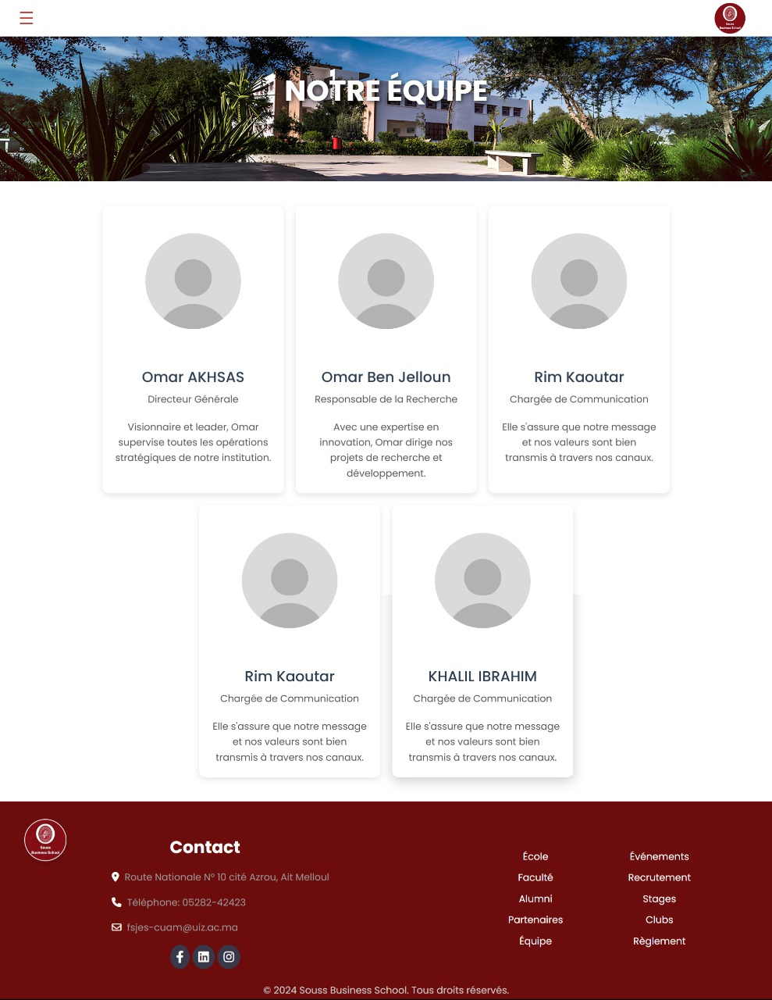 Souss
Business School
NOTRE ÉQUIPE
Omar AKHSAS
Directeur Générale
Visionnaire et leader, Omar
supervise toutes les opérations
stratégiques de notre institution.
Omar Ben Jelloun
Responsable de la Recherche
Avec une expertise en
innovation, Omar dirige nos
projets de recherche et
développement.
Rim Kaoutar
Chargée de Communication
Elle s'assure que notre message
et nos valeurs sont bien
transmis à travers nos canaux.
Rim Kaoutar
Chargée de Communication
Elle s'assure que notre message
et nos valeurs sont bien
transmis à travers nos canaux.
KHALIL IBRAHIM
Chargée de Communication
Elle s'assure que notre message
et nos valeurs sont bien
transmis à travers nos canaux.
Souss
Business School
Contact
Route Nationale N° 10 cité Azrou, Ait Melloul
Téléphone: 05282-42423
fsjes-cuam@uiz.ac.ma
École
Faculté
Alumni
Partenaires
Équipe
Événements
Recrutement
Stages
Clubs
Règlement
© 2024 Souss Business School. Tous droits réservés.